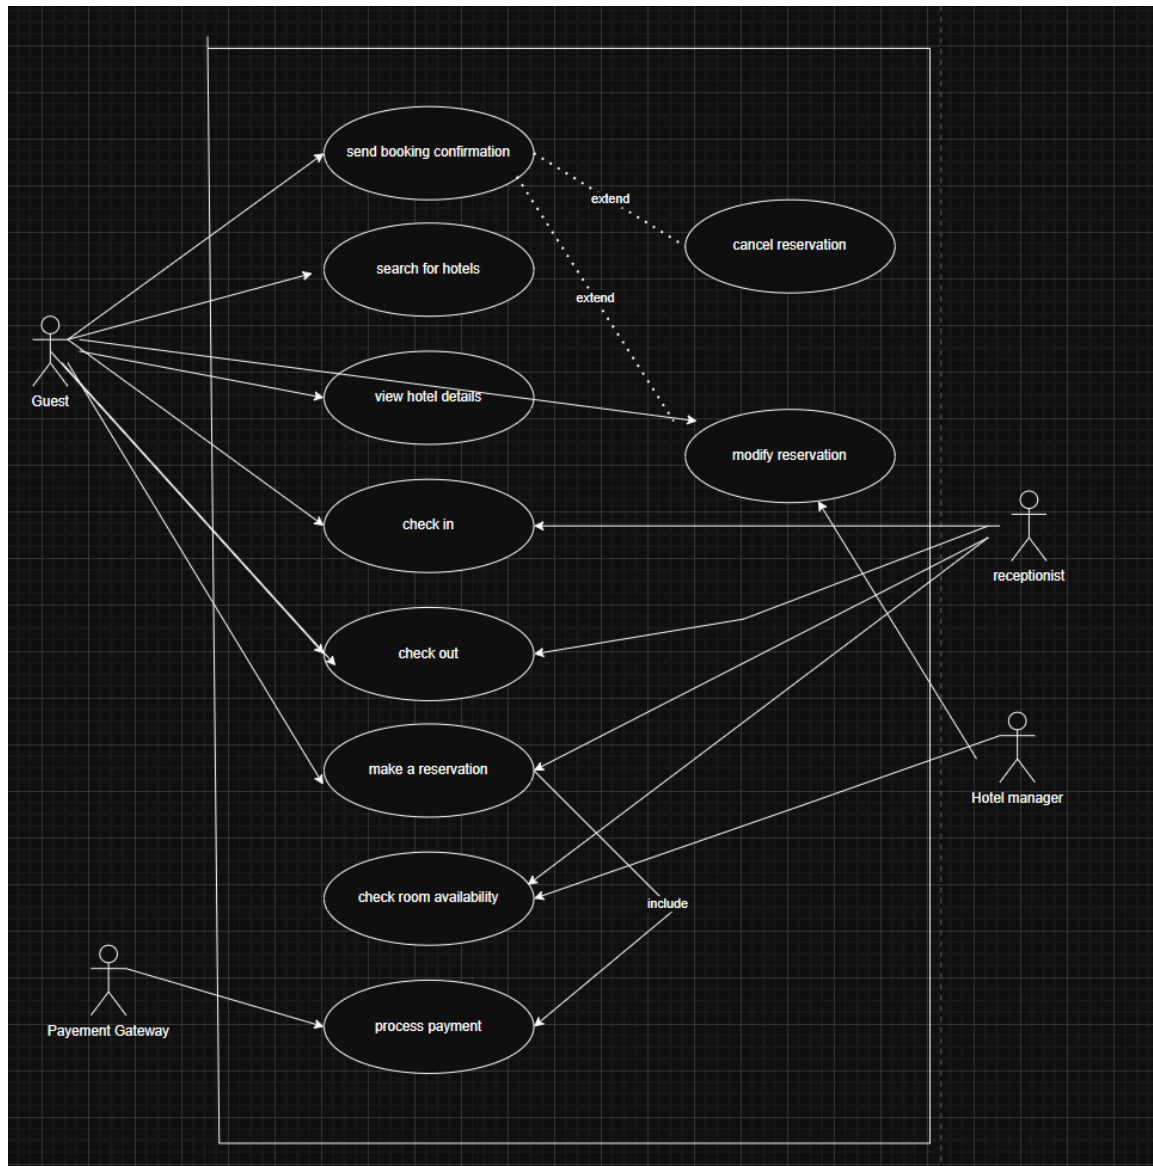 send booking confirmation
extend
cancel reservation
search for hotels
extend
Guest
view hotel details
modify reservation
check in
receptionist
check out
make a reservation
Hotel manager
check room availability
include
Payement Gateway
process payment